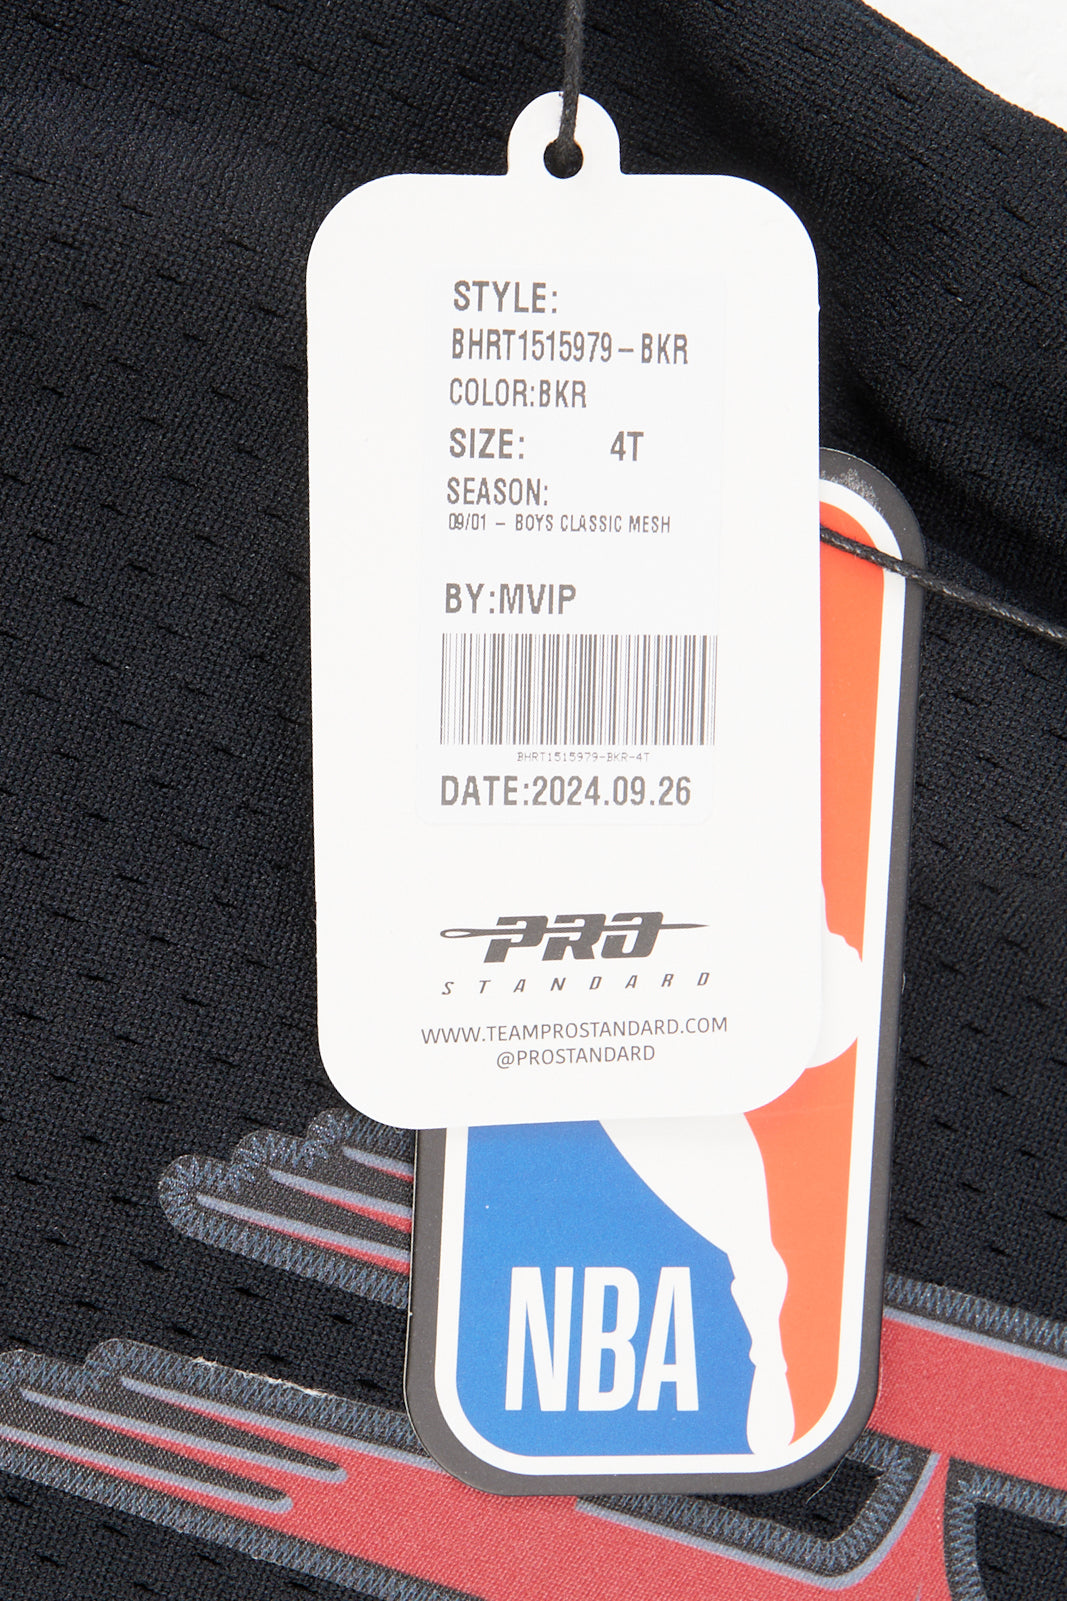 STYLE:
BHRT1515979-BKR
COLOR:BKR
SIZE: 4T
SEASON:
09/01 - BOYS CLASSIC MESH
BY:MVIP
BHRT1515979-BKR-4T
DATE:2024.09.26
PRO
STANDARD
WWW.TEAMPROSTANDARD.COM
@PROSTANDARD
NBA